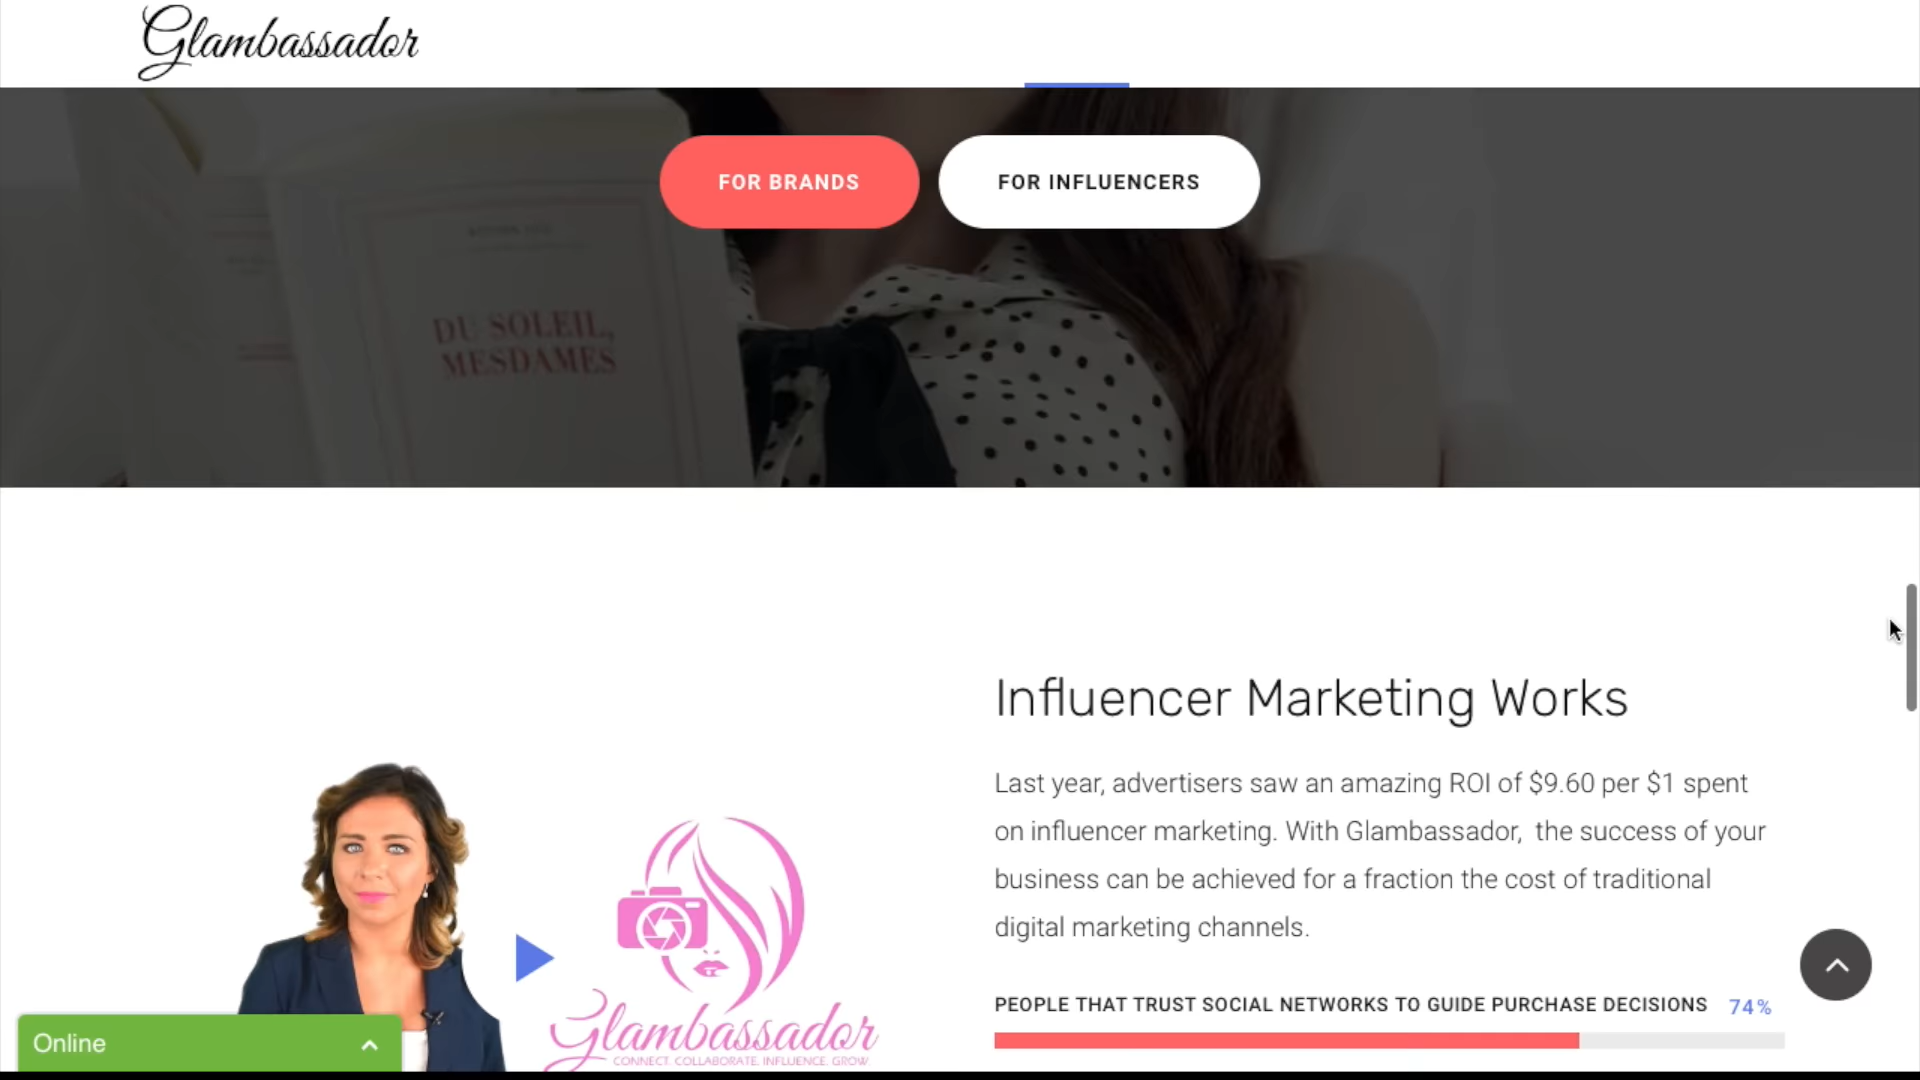 Glambassador
FOR BRANDS
FOR INFLUENCERS
DU SOLEIL,
MESDAMES
Influencer Marketing Works
Last year, advertisers saw an amazing ROI of $9.60 per $1 spent
on influencer marketing. With Glambassador, the success of your
business can be achieved for a fraction the cost of traditional
digital marketing channels.
PEOPLE THAT TRUST SOCIAL NETWORKS TO GUIDE PURCHASE DECISIONS 74%
Glambassador
CONNECT. COLLABORATE. INFLUENCE. GROW
Online